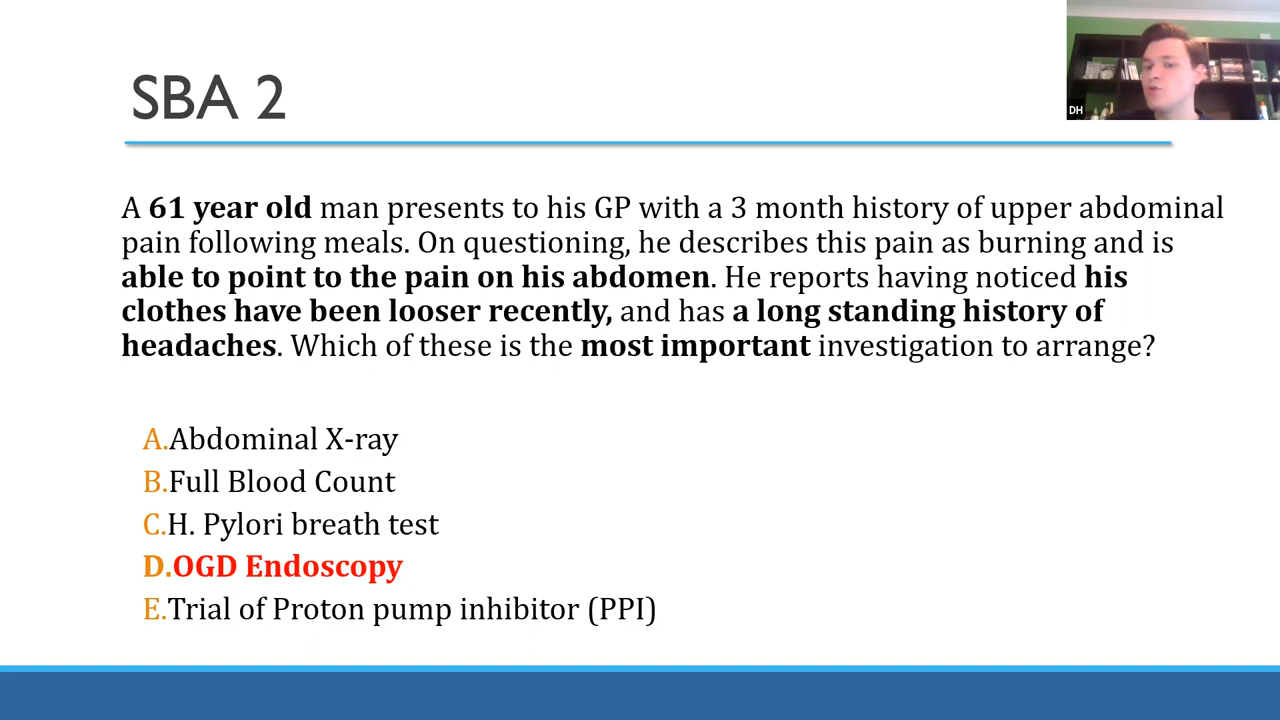 SBA 2
DH
A 61 year old man presents to his GP with a 3 month history of upper abdominal
pain following meals. On questioning, he describes this pain as burning and is
able to point to the pain on his abdomen. He reports having noticed his
clothes have been looser recently, and has a long standing history of
headaches. Which of these is the most important investigation to arrange?
A.Abdominal X-ray
B.Full Blood Count
C.H. Pylori breath test
D.OGD Endoscopy
E.Trial of Proton pump inhibitor (PPI)